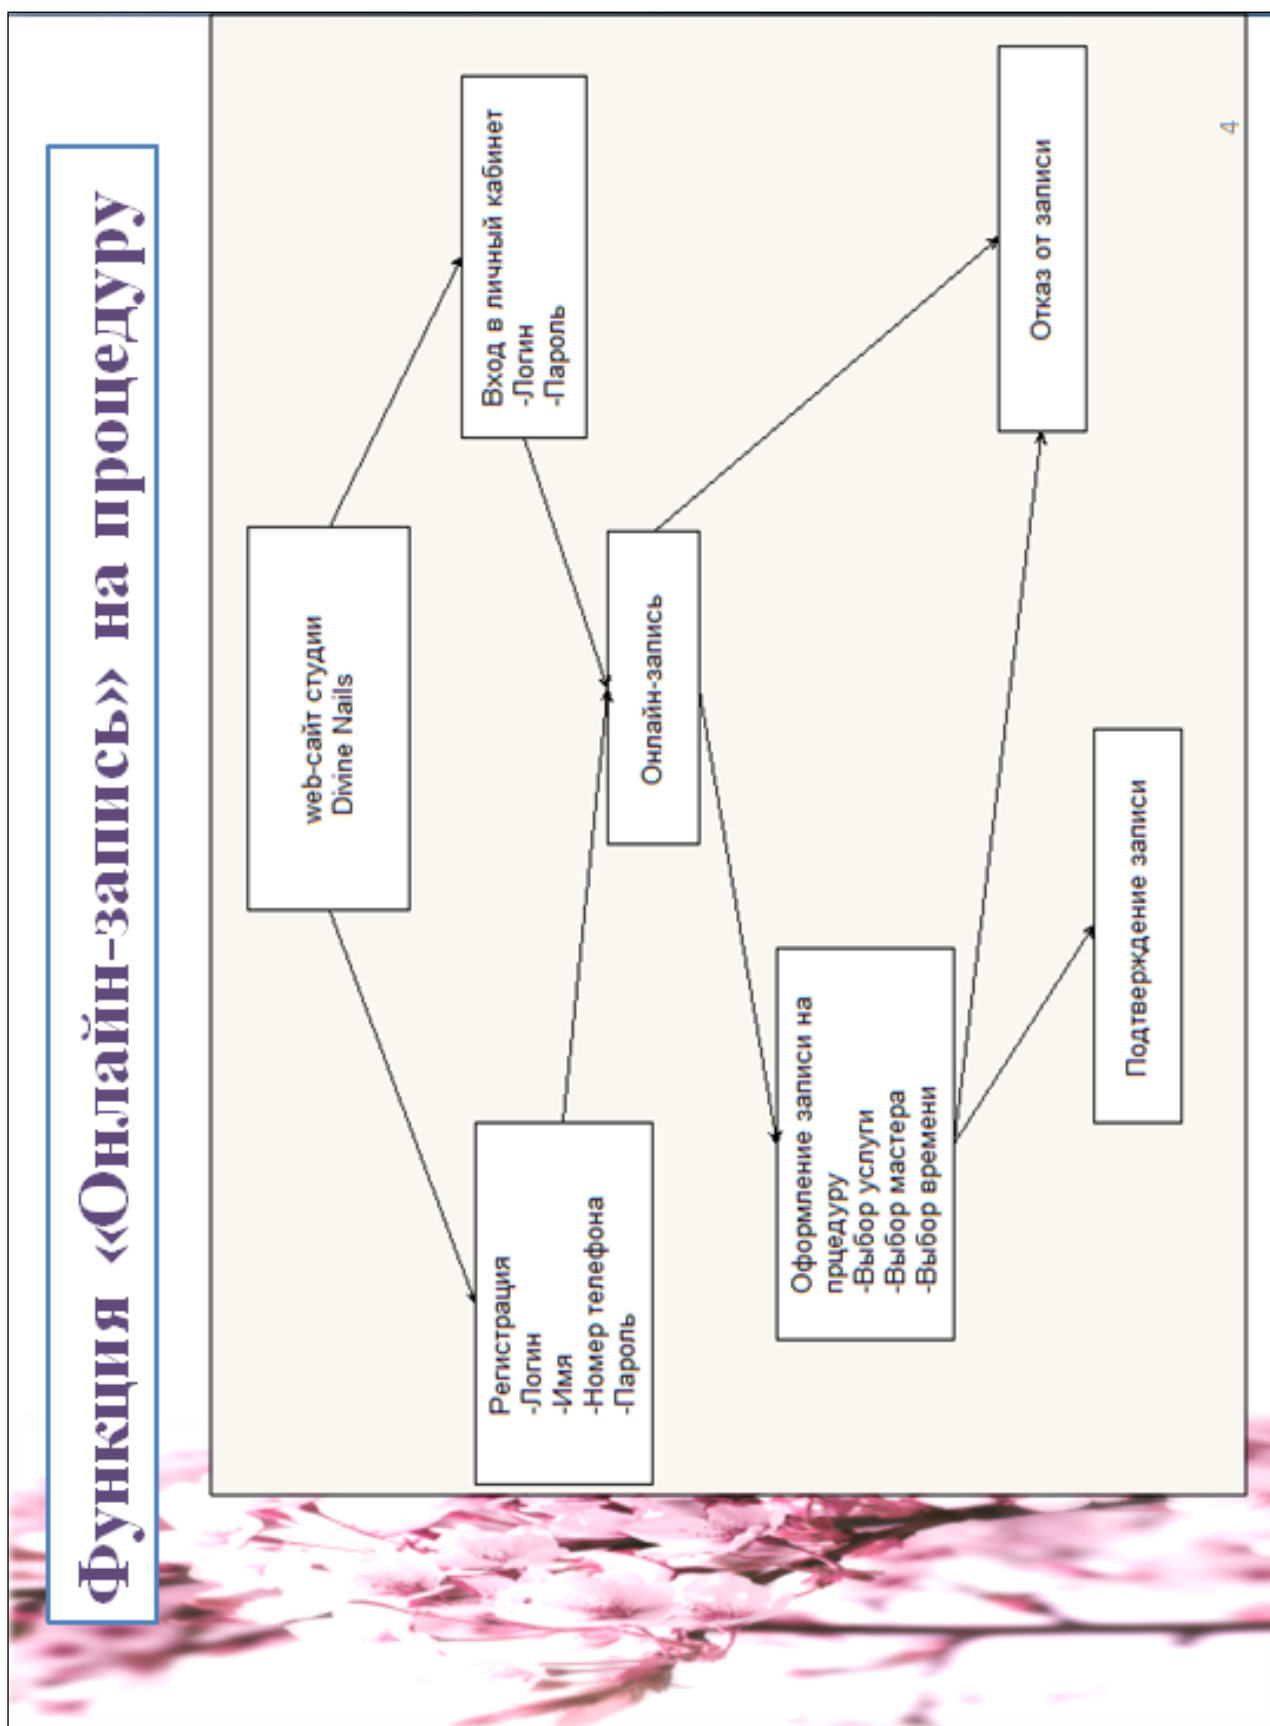 Функция «Онлайн-запись» на процедуру
web-сайт студии
Divine Nails
Регистрация
-Логин
-Имя
-Номер телефона
-Пароль
Вход в личный кабинет
-Логин
-Пароль
Онлайн-запись
Оформление записи на
прцедуру
-Выбор услуги
-Выбор мастера
-Выбор времени
Отказ от записи
Подтверждение записи
4